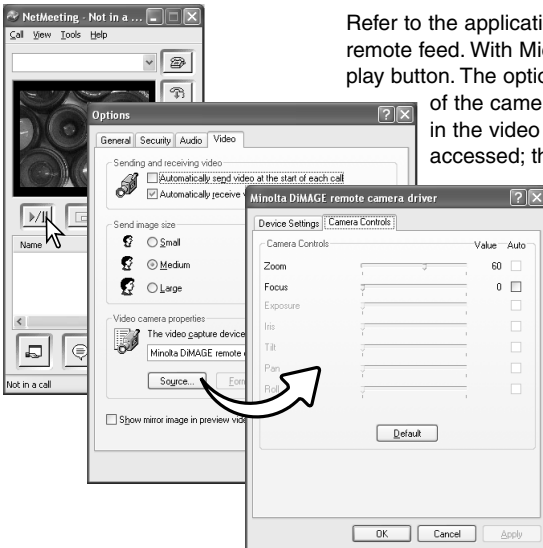 NetMeeting - Not in a ...
Call View Tools Help
Name
Not in a call
Refer to the applicati
remote feed. With Mi
play button. The optic
of the came
in the video
accessed; th
Options
General Security Audio Video
Sending and receiving video
Automatically send video at the start of each call
Automatically receive v
Send image size
Small
Medium
Large
Video camera properties
The video capture device
Minolta DiMAGE remote
Source... Form
Show mirror image in preview vide
Minolta DiMAGE remote camera driver
Device Settings Camera Controls
Camera Controls Value Auto
Zoom 60
Focus 0
Exposure
Iris
Tilt
Pan
Roll
Default
OK Cancel Apply